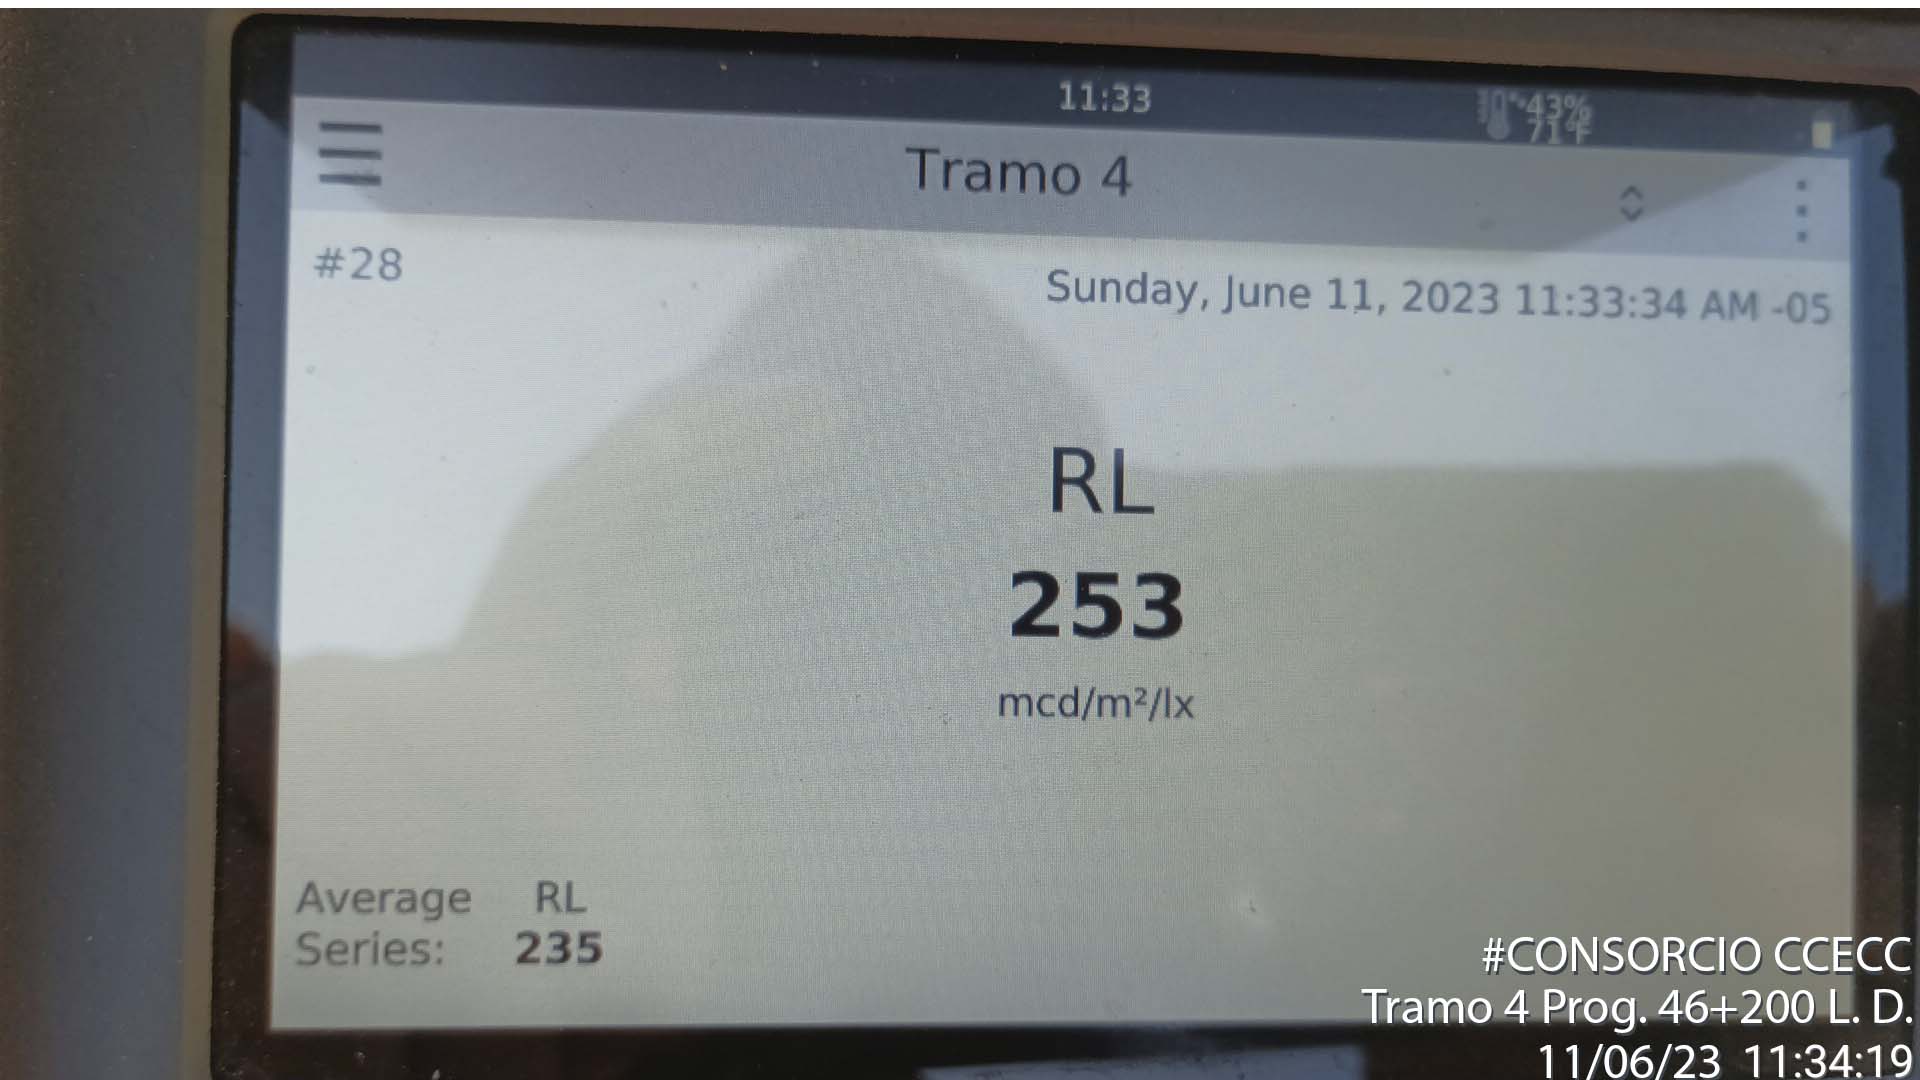 11:33
43%
71°F
Tramo 4
#28
Sunday, June 11, 2023 11:33:34 AM -05
RL
253
mcd/m²/lx
Average RL
Series: 235
#CONSORCIO CCECC
Tramo 4 Prog. 46+200 L. D.
11/06/23 11:34:19